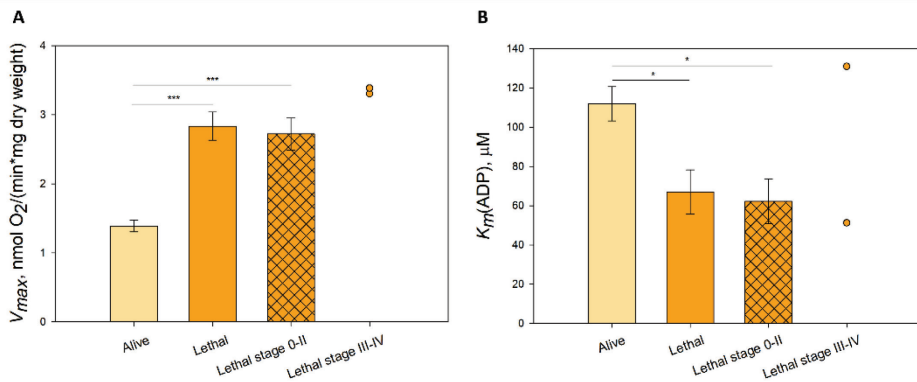 A
V_max, nmol O2/(min*mg dry weight)
4
3
2
1
0
***
***
Alive
Lethal
Lethal stage 0-II
Lethal stage III-IV
B
K_m(ADP), µM
140
120
100
80
60
40
20
0
*
*
Alive
Lethal
Lethal stage 0-II
Lethal stage III-IV